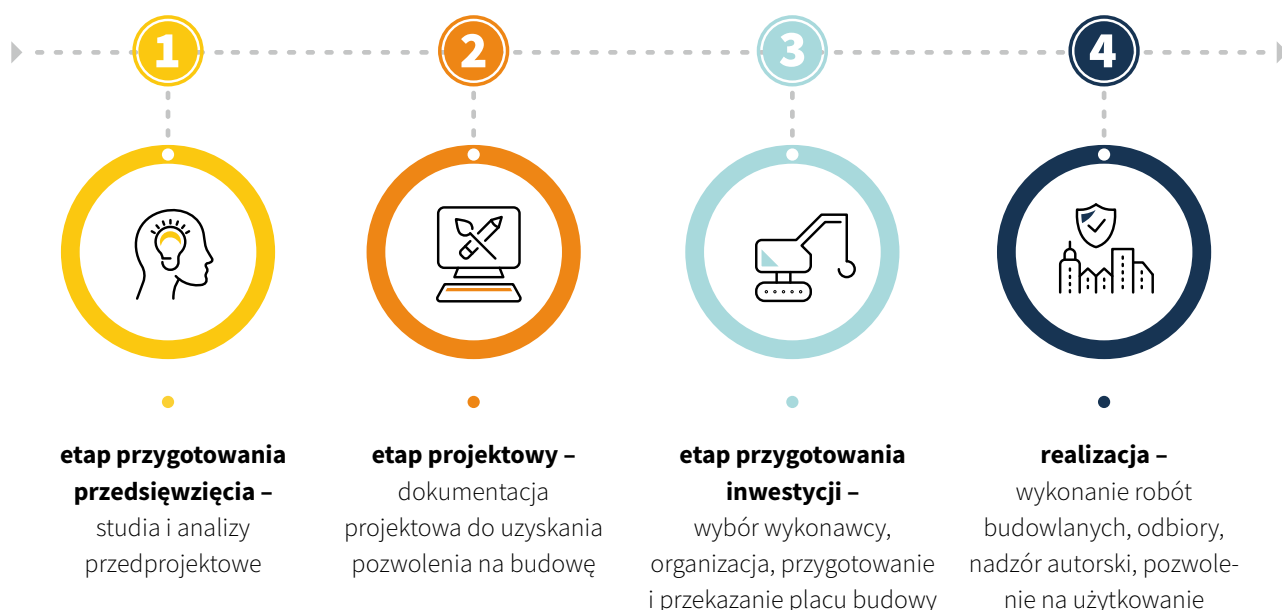 1
2
3
4
etap przygotowania
przedsięwzięcia –
studia i analizy
przedprojektowe
etap projektowy –
dokumentacja
projektowa do uzyskania
pozwolenia na budowę
etap przygotowania
inwestycji –
wybór wykonawcy,
organizacja, przygotowanie
i przekazanie placu budowy
realizacja –
wykonanie robót
budowlanych, odbiory,
nadzór autorski, pozwole-
nie na użytkowanie